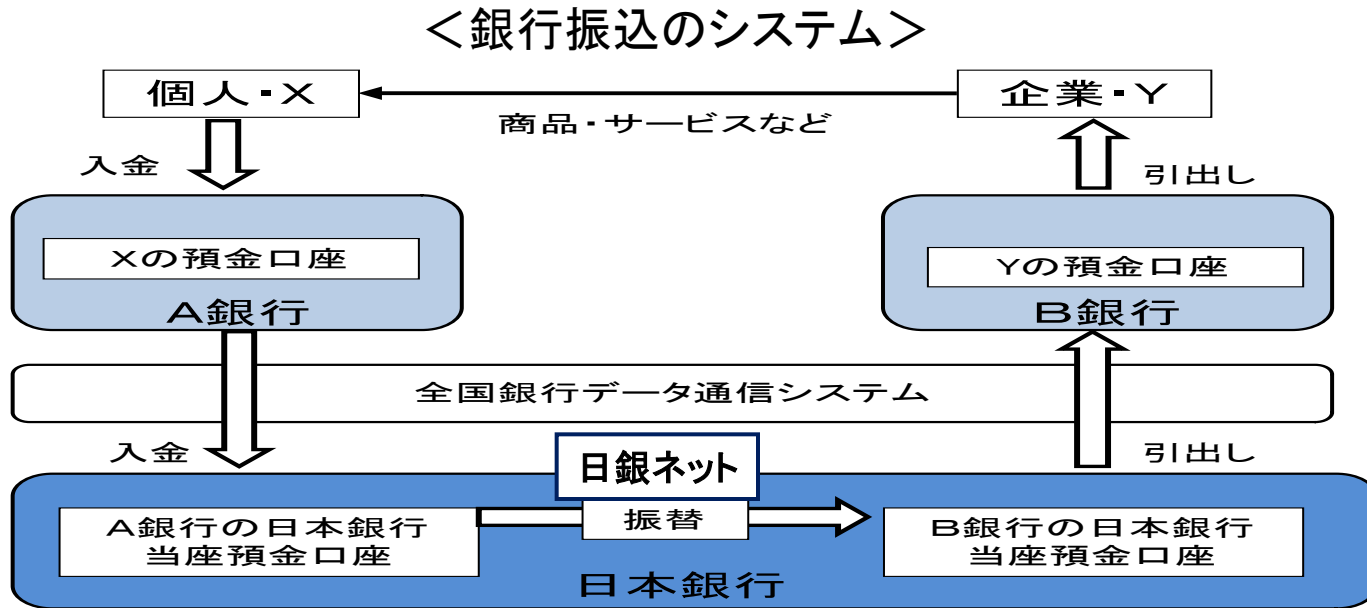 ＜銀行振込のシステム＞
個人・X
企業・Y
商品・サービスなど
入金
引出し
Xの預金口座
Yの預金口座
A銀行
B銀行
全国銀行データ通信システム
入金
日銀ネット
引出し
A銀行の日本銀行
当座預金口座
振替
B銀行の日本銀行
当座預金口座
日本銀行